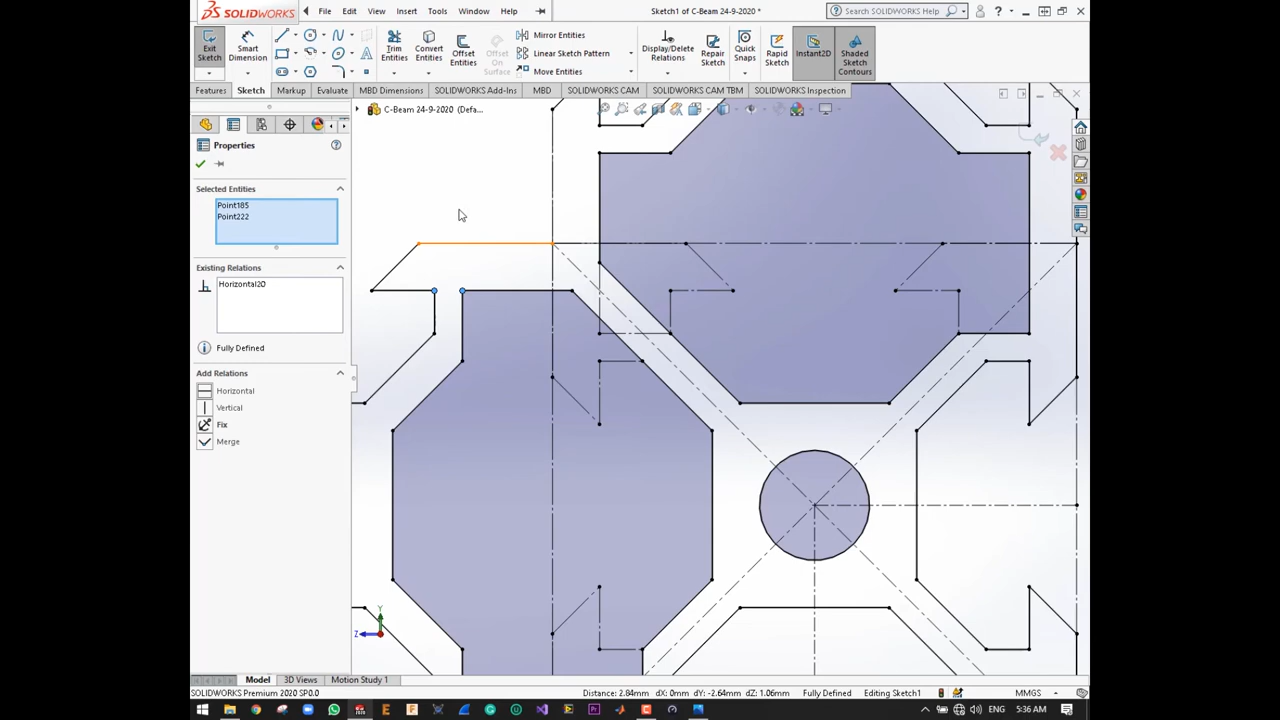 SOLIDWORKS
File Edit View Insert Tools Window Help
Sketch1 of C-Beam 24-9-2020 *
Search SOLIDWORKS Help
?
Exit Sketch
Smart Dimension
Trim Entities
Convert Entities
Offset Entities
Offset On Surface
Mirror Entities
Linear Sketch Pattern
Move Entities
Display/Delete Relations
Repair Sketch
Quick Snaps
Rapid Sketch
Instant2D
Shaded Sketch Contours
Features Sketch Markup Evaluate MBD Dimensions SOLIDWORKS Add-Ins MBD SOLIDWORKS CAM SOLIDWORKS CAM TBM SOLIDWORKS Inspection
C-Beam 24-9-2020 (Defa...
Properties
Selected Entities
Point185
Point222
Existing Relations
Horizontal20
Fully Defined
Add Relations
Horizontal
Vertical
Fix
Merge
Y
Z
Model 3D Views Motion Study 1
SOLIDWORKS Premium 2020 SP0.0
Distance: 2.84mm dX: 0mm dY: -2.64mm dZ: 1.06mm Fully Defined Editing Sketch1 MMGS
ENG 5:36 AM